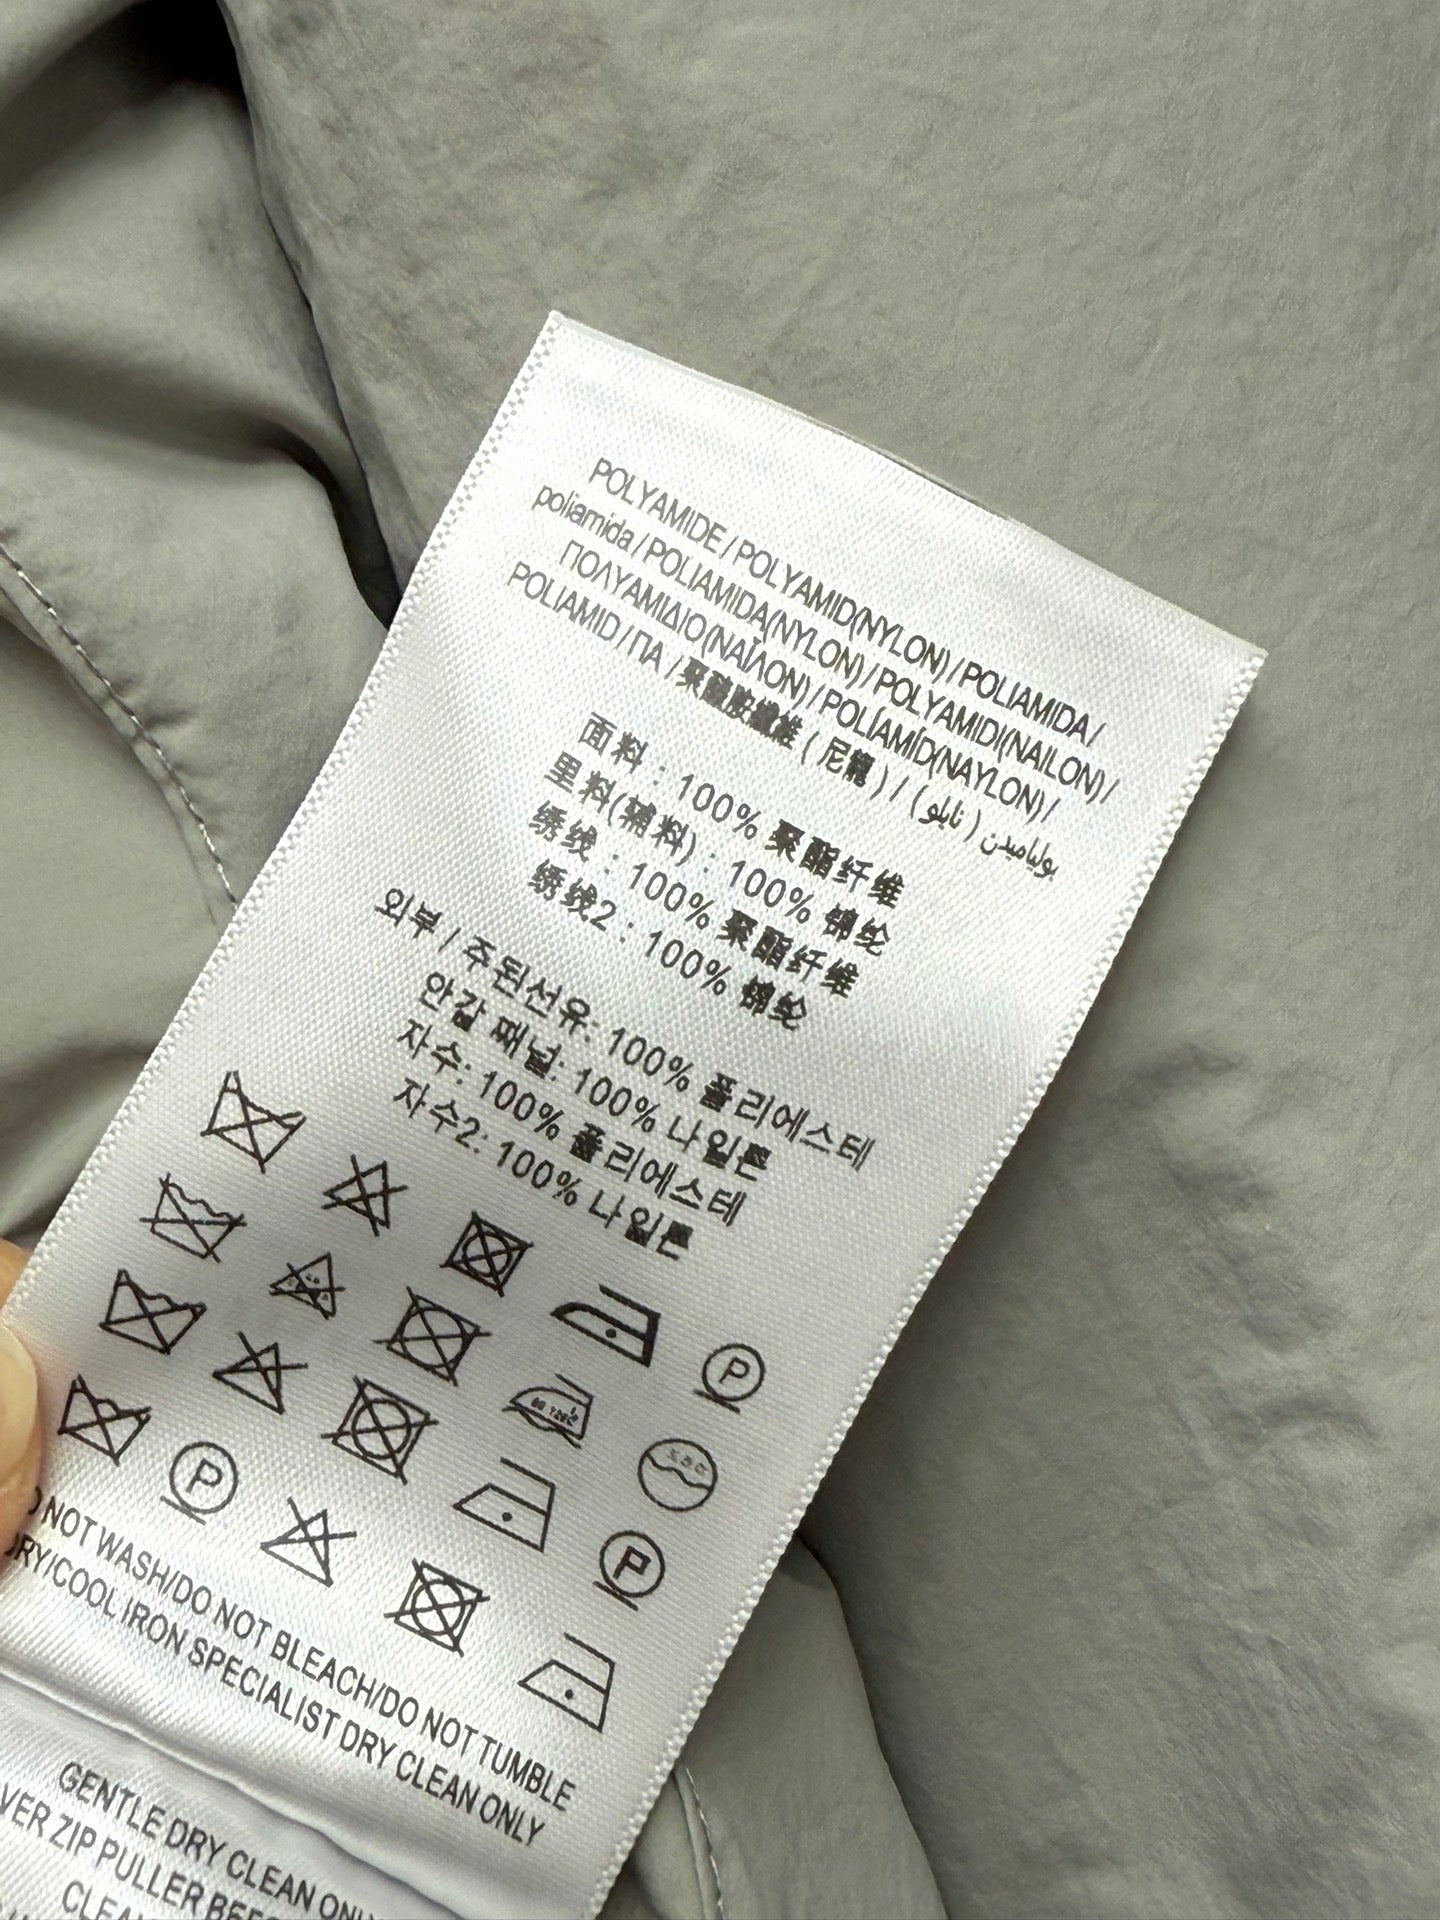 POLYAMIDE / POLYAMID(NYLON) / POLIAMIDA /
poliamida / POLIAMIDA(NYLON) / POLYAMIDI(NAILON) /
ΠΟΛΥΑΜΙΔΙΟ(ΝΑΪΛΟΝ) / POLÍAMÍD(NAYLON) /
POLIAMID / ПА / 聚醯胺纖維 ( 尼龍 ) /
面料 : 100% 聚酯纤维
里料(辅料) : 100% 锦纶
绣线 : 100% 聚酯纤维
绣线2 : 100% 锦纶
외부 / 주된선유: 100% 폴리에스테
안감 패널: 100% 나일론
자수: 100% 폴리에스테
자수2: 100% 나일론
P
P
P
NOT WASH/DO NOT BLEACH/DO NOT TUMBLE
DRY/COOL IRON SPECIALIST DRY CLEAN ONLY
GENTLE DRY CLEAN ONLY
ZIP PULLER